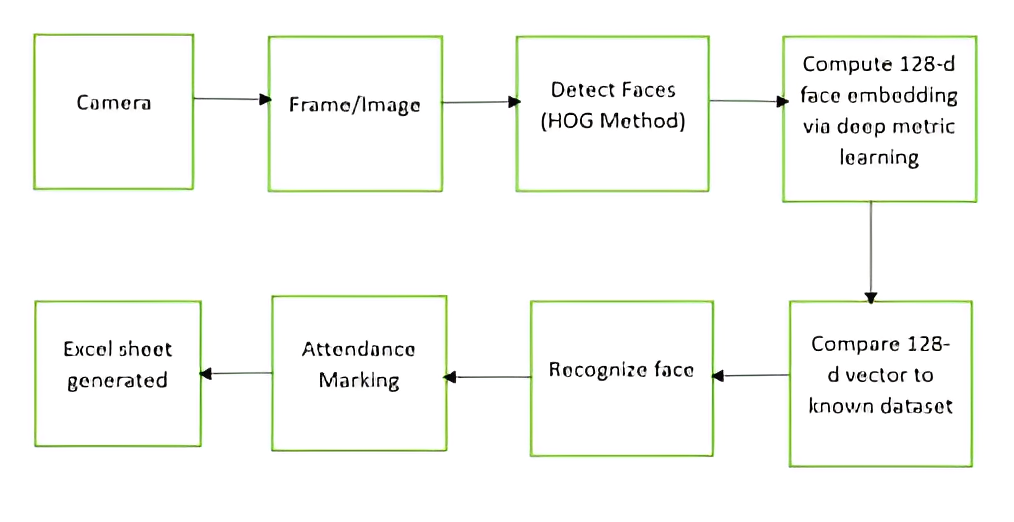 Camera
Frame/Image
Detect Faces
(HOG Method)
Compute 128-d
face embedding
via deep metric
learning
Compare 128-
d vector to
known dataset
Recognize face
Attendance
Marking
Excel sheet
generated